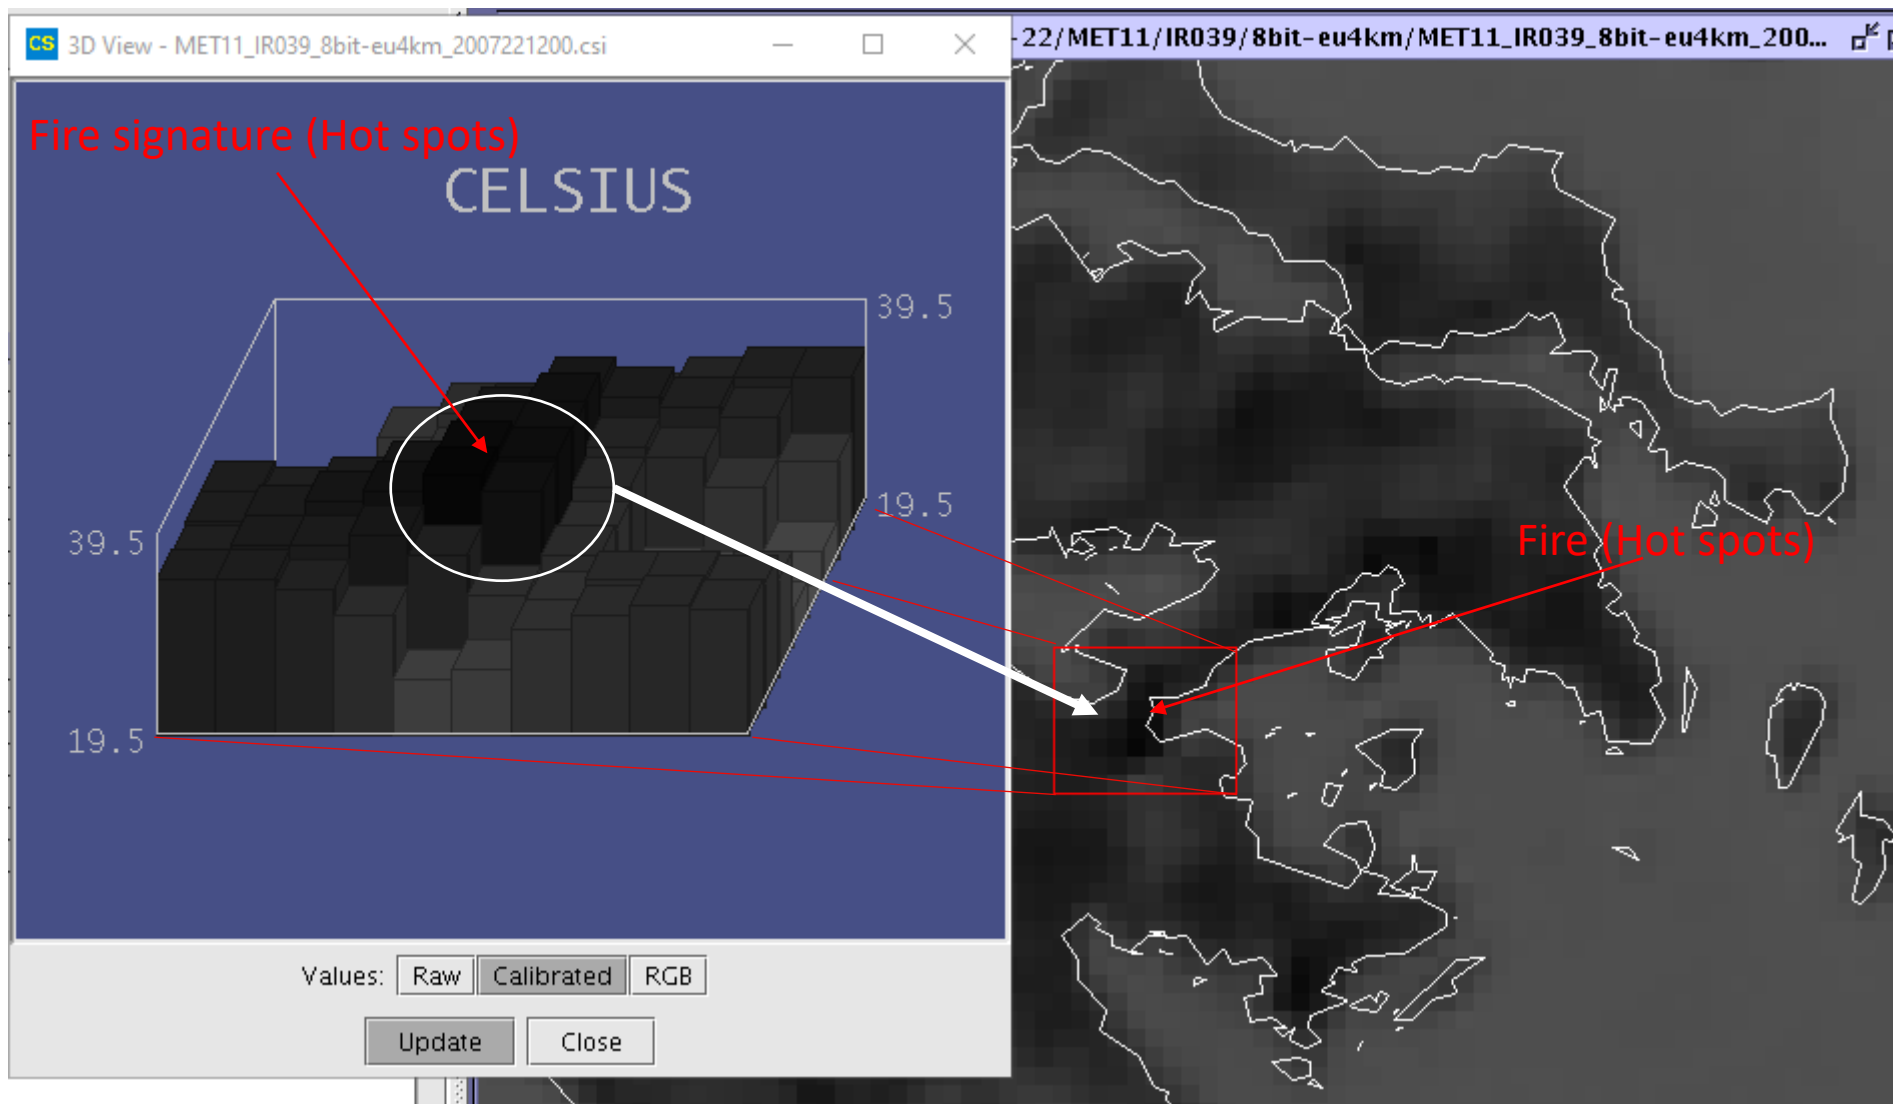 CS 3D View - MET11_IR039_8bit-eu4km_2007221200.csi
-22/MET11/IR039/8bit-eu4km/MET11_IR039_8bit-eu4km_200...
Fire signature (Hot spots)
CELSIUS
39.5
19.5
39.5
19.5
Fire (Hot spots)
Values: Raw Calibrated RGB
Update Close